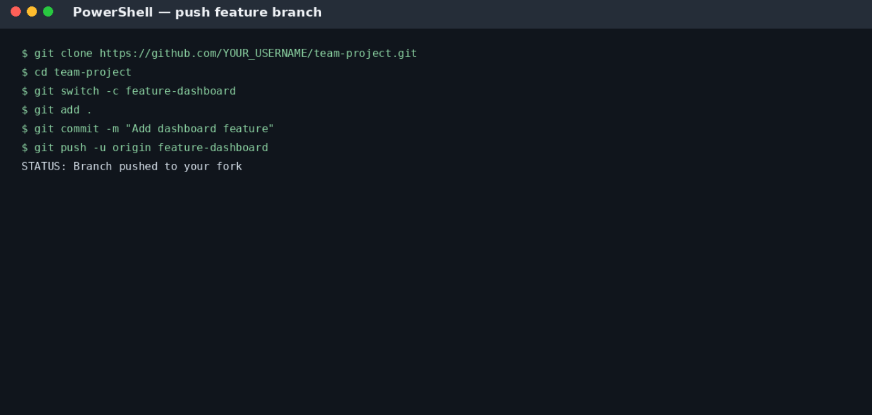 PowerShell — push feature branch
$ git clone https://github.com/YOUR_USERNAME/team-project.git
$ cd team-project
$ git switch -c feature-dashboard
$ git add .
$ git commit -m "Add dashboard feature"
$ git push -u origin feature-dashboard
STATUS: Branch pushed to your fork